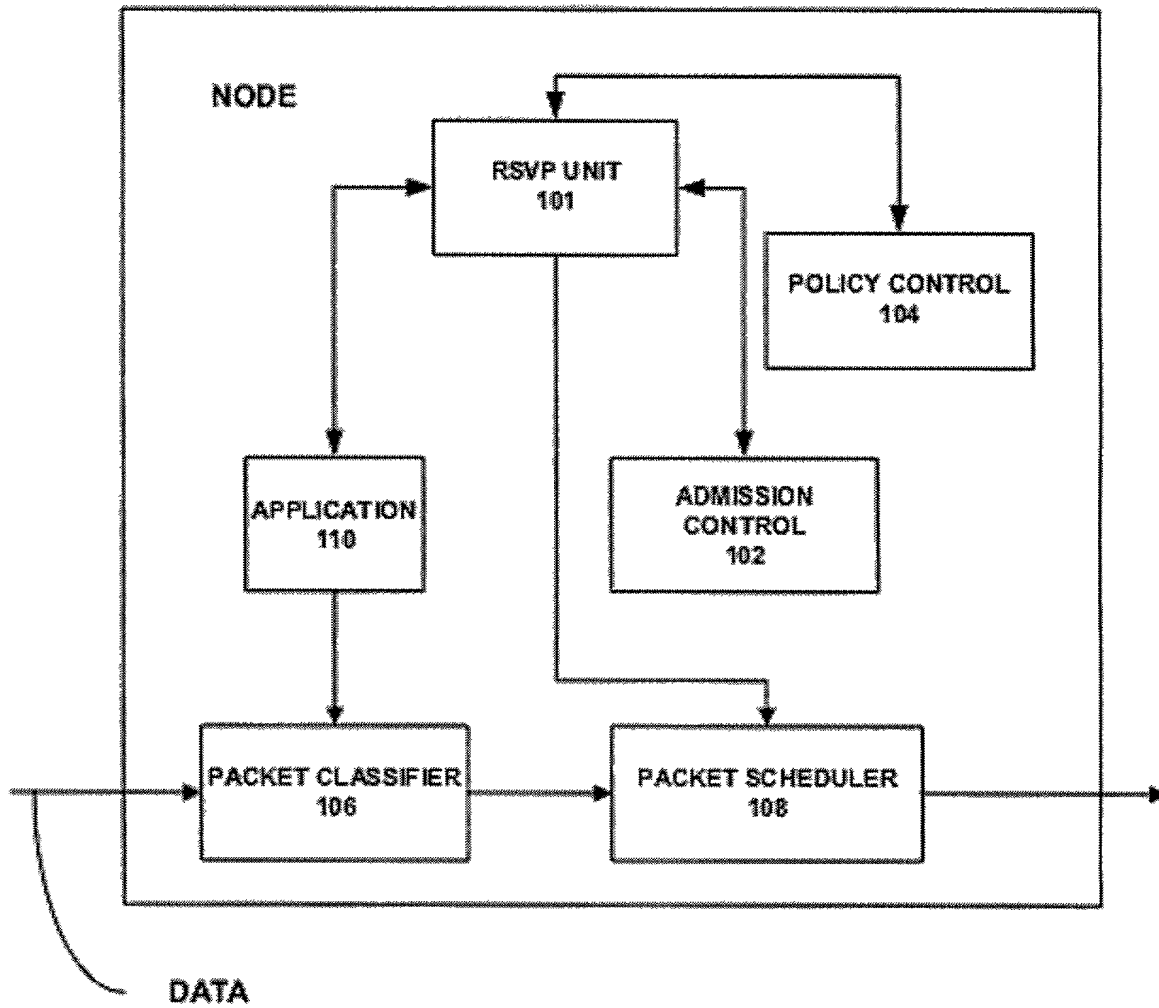 NODE
RSVP UNIT
101
POLICY CONTROL
104
APPLICATION
110
ADMISSION
CONTROL
102
PACKET CLASSIFIER
106
PACKET SCHEDULER
108
DATA